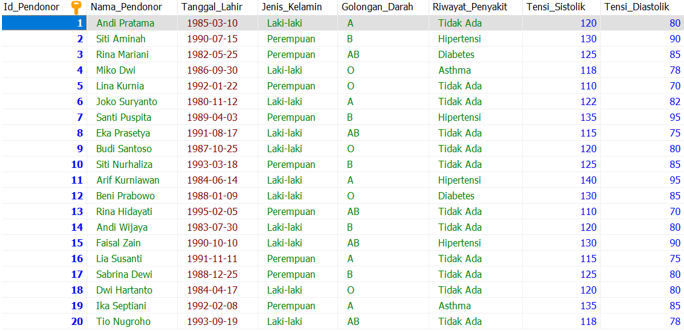 Id_Pendonor Nama_Pendonor Tanggal_Lahir Jenis_Kelamin Golongan_Darah Riwayat_Penyakit Tensi_Sistolik Tensi_Diastolik
1 Andi Pratama 1985-03-10 Laki-laki A Tidak Ada 120 80
2 Siti Aminah 1990-07-15 Perempuan B Hipertensi 130 90
3 Rina Mariani 1982-05-25 Perempuan AB Diabetes 125 85
4 Miko Dwi 1986-09-30 Laki-laki O Asthma 118 78
5 Lina Kurnia 1992-01-22 Perempuan O Tidak Ada 110 70
6 Joko Suryanto 1980-11-12 Laki-laki A Tidak Ada 122 82
7 Santi Puspita 1989-04-03 Perempuan B Hipertensi 135 95
8 Eka Prasetya 1991-08-17 Laki-laki AB Tidak Ada 115 75
9 Budi Santoso 1987-10-25 Laki-laki O Tidak Ada 120 80
10 Siti Nurhaliza 1993-03-18 Perempuan B Tidak Ada 125 85
11 Arif Kurniawan 1984-06-14 Laki-laki A Hipertensi 140 95
12 Beni Prabowo 1988-01-09 Laki-laki O Diabetes 130 85
13 Rina Hidayati 1995-02-05 Perempuan AB Tidak Ada 110 70
14 Andi Wijaya 1983-07-30 Laki-laki B Tidak Ada 120 80
15 Faisal Zain 1990-10-10 Laki-laki AB Hipertensi 130 90
16 Lia Susanti 1991-11-11 Perempuan A Tidak Ada 115 75
17 Sabrina Dewi 1988-12-25 Perempuan B Tidak Ada 125 80
18 Dwi Hartanto 1984-04-17 Laki-laki O Tidak Ada 120 80
19 Ika Septiani 1992-02-08 Perempuan A Asthma 135 85
20 Tio Nugroho 1993-09-19 Laki-laki AB Tidak Ada 118 78